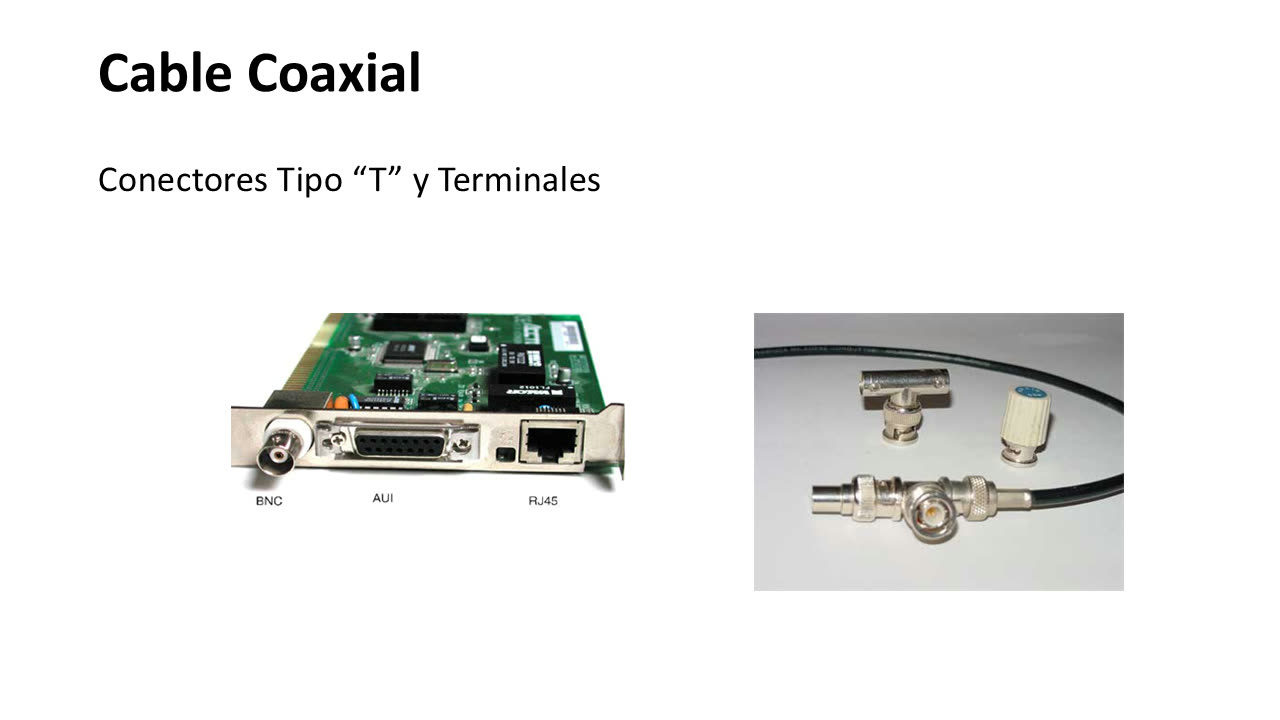 Cable Coaxial
Conectores Tipo “T” y Terminales
BNC
AUI
RJ45